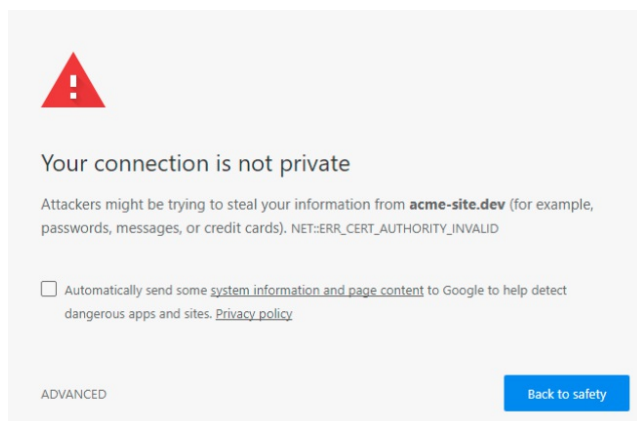 Your connection is not private
Attackers might be trying to steal your information from acme-site.dev (for example,
passwords, messages, or credit cards). NET::ERR_CERT_AUTHORITY_INVALID
Automatically send some system information and page content to Google to help detect
dangerous apps and sites. Privacy policy
ADVANCED
Back to safety